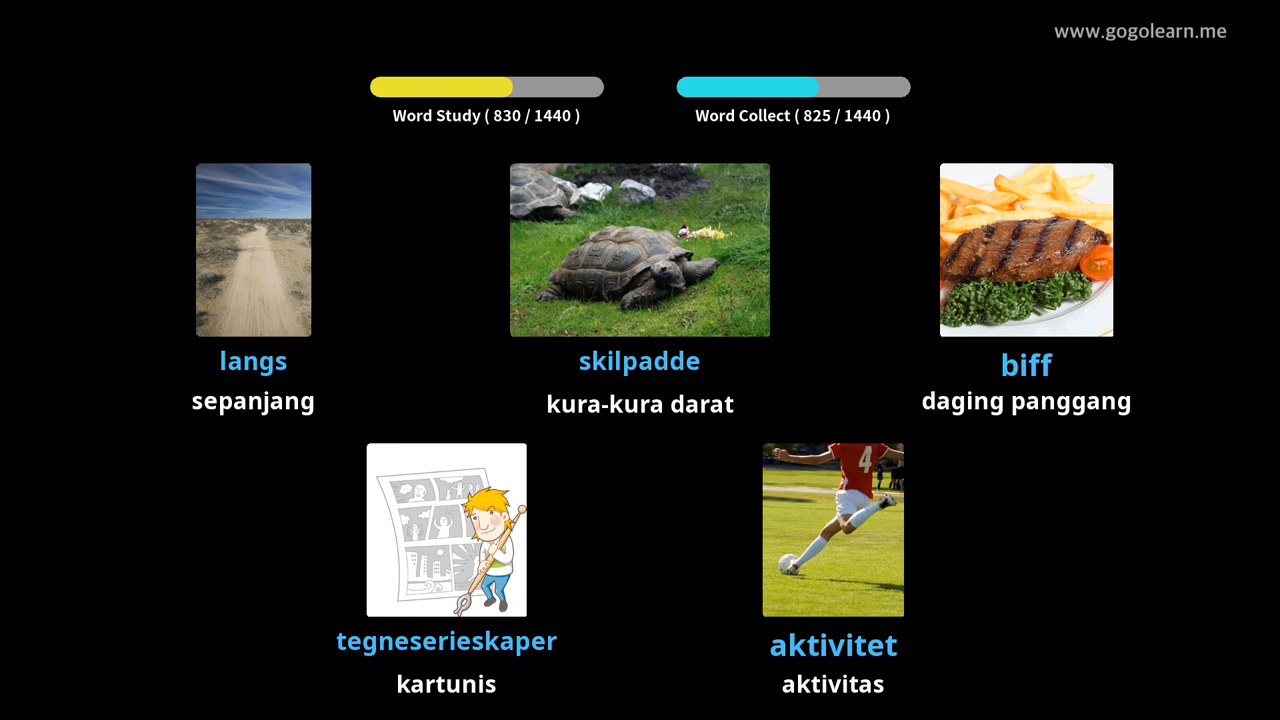 www.gogolearn.me
Word Study ( 830 / 1440 )
Word Collect ( 825 / 1440 )
langs
sepanjang
skilpadde
kura-kura darat
biff
daging panggang
4
tegneserieskaper
kartunis
aktivitet
aktivitas